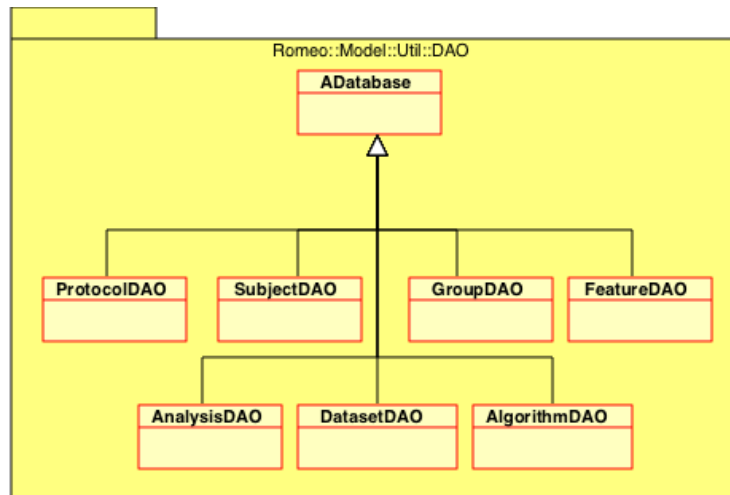 Romeo::Model::Util::DAO
ADatabase
ProtocolDAO
SubjectDAO
GroupDAO
FeatureDAO
AnalysisDAO
DatasetDAO
AlgorithmDAO